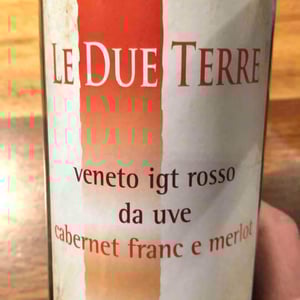 LE DUE TERRE
veneto igt rosso
da uve
cabernet franc e merlot